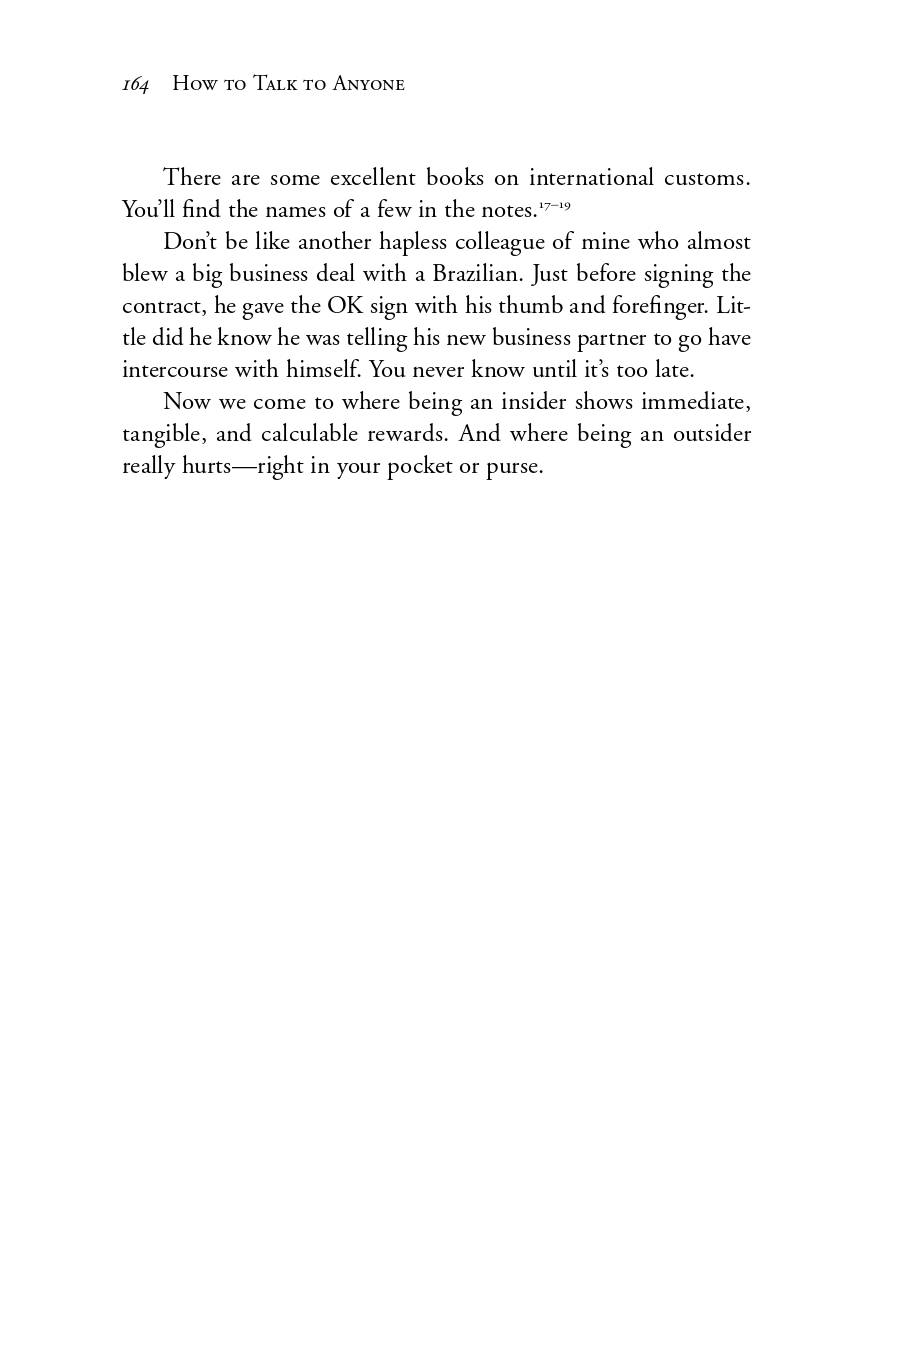 164 How to Talk to Anyone
There are some excellent books on international customs.
You’ll find the names of a few in the notes.17–19
Don’t be like another hapless colleague of mine who almost
blew a big business deal with a Brazilian. Just before signing the
contract, he gave the OK sign with his thumb and forefinger. Lit-
tle did he know he was telling his new business partner to go have
intercourse with himself. You never know until it’s too late.
Now we come to where being an insider shows immediate,
tangible, and calculable rewards. And where being an outsider
really hurts—right in your pocket or purse.